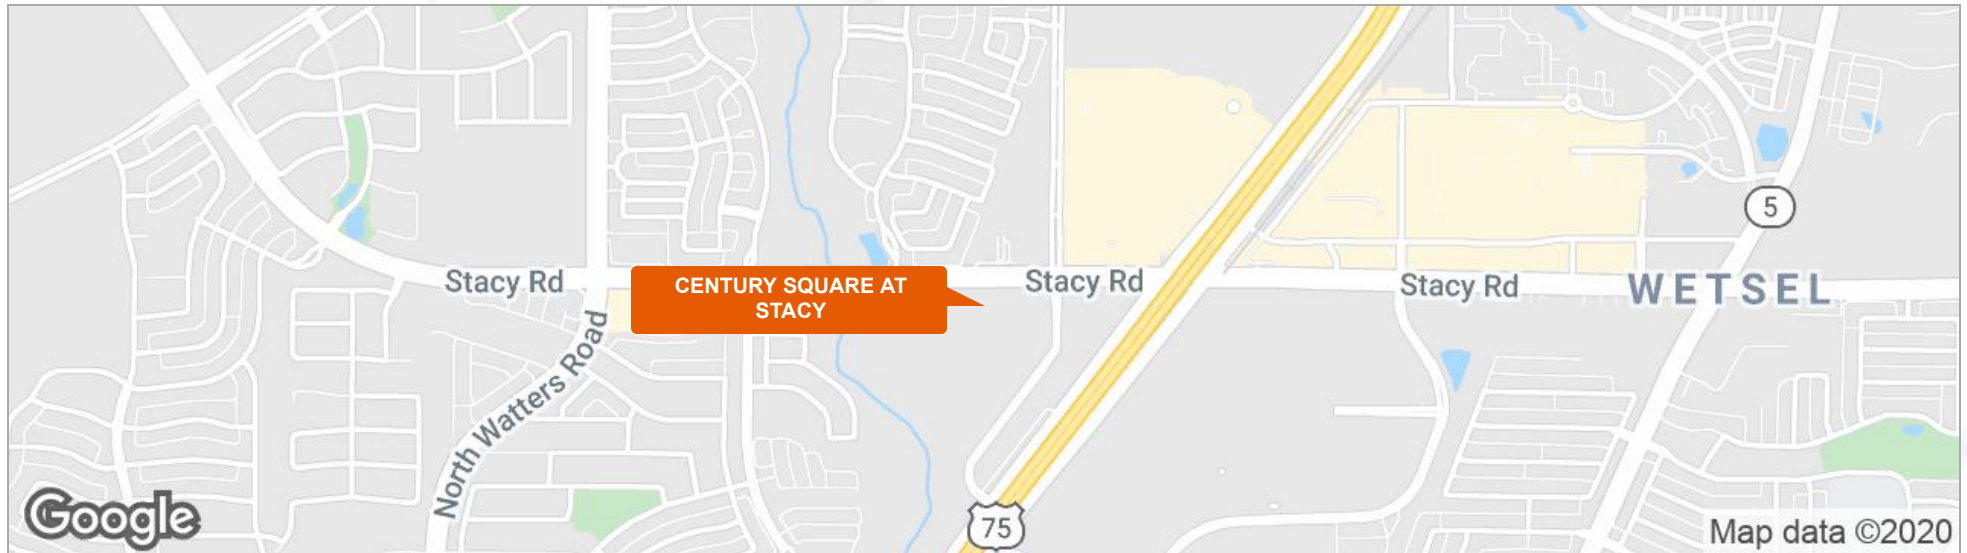 5
Stacy Rd
CENTURY SQUARE AT
STACY
Stacy Rd
Stacy Rd
WETSEL
North Watters Road
Google
75
Map data ©2020